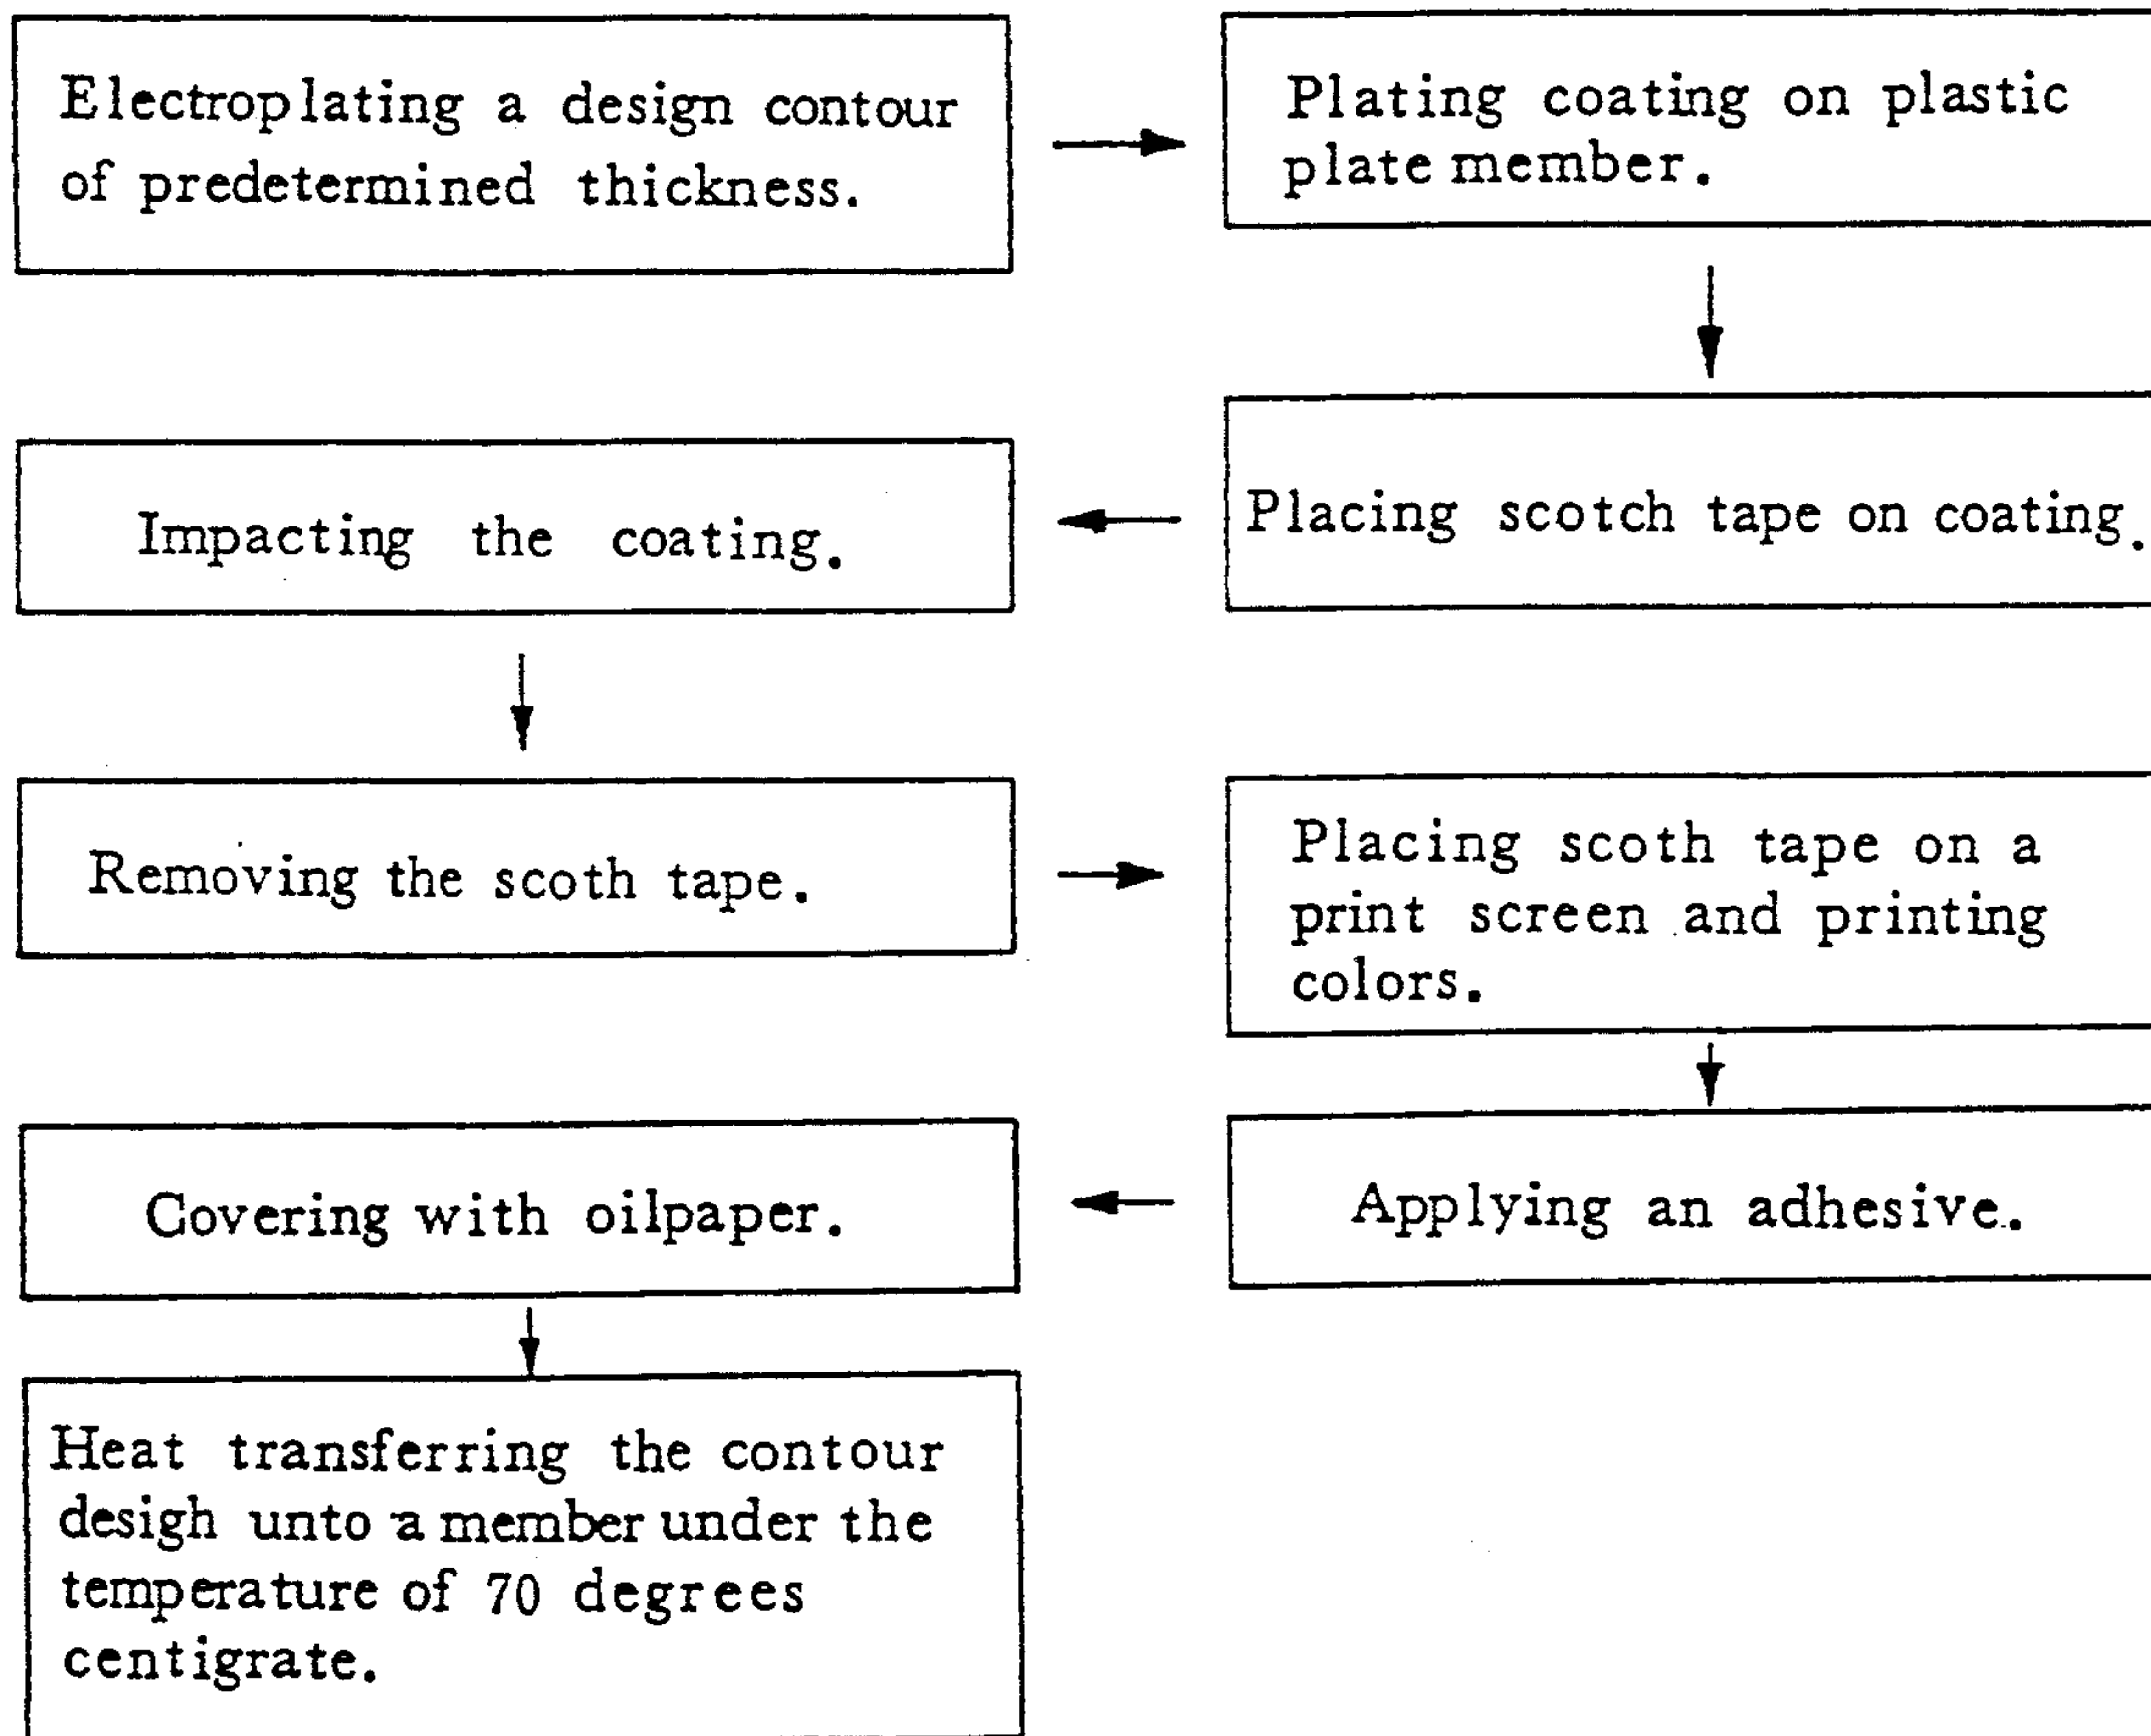 Electroplating a design contour
of predetermined thickness.
Plating coating on plastic
plate member.
Placing scotch tape on coating.
Impacting the coating.
Removing the scoth tape.
Placing scoth tape on a
print screen and printing
colors.
Applying an adhesive.
Covering with oilpaper.
Heat transferring the contour
desigh unto a member under the
temperature of 70 degrees
centigrate.